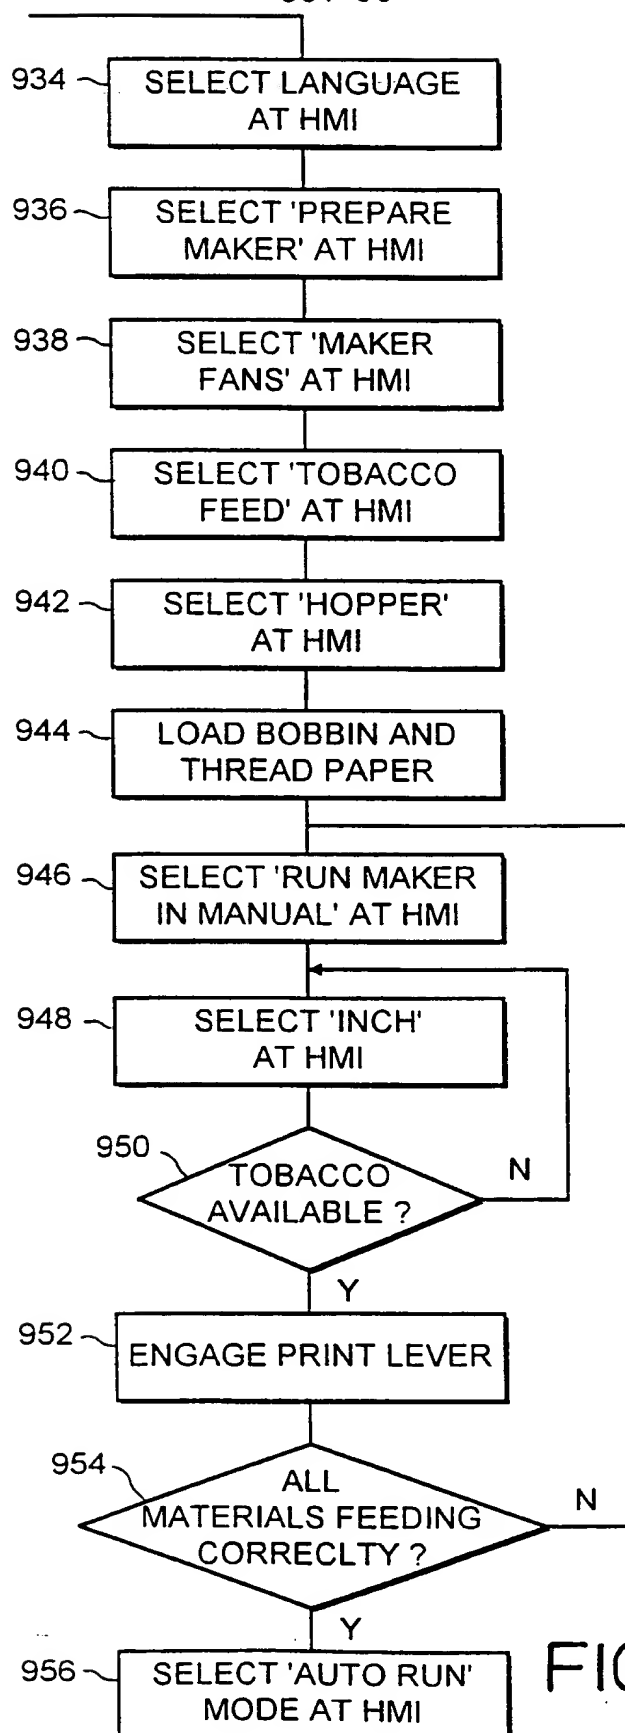 934
SELECT LANGUAGE
AT HMI
936
SELECT 'PREPARE
MAKER' AT HMI
938
SELECT 'MAKER
FANS' AT HMI
940
SELECT 'TOBACCO
FEED' AT HMI
942
SELECT 'HOPPER'
AT HMI
944
LOAD BOBBIN AND
THREAD PAPER
946
SELECT 'RUN MAKER
IN MANUAL' AT HMI
948
SELECT 'INCH'
AT HMI
950
TOBACCO
AVAILABLE ?
N
Y
952
ENGAGE PRINT LEVER
954
ALL
MATERIALS FEEDING
CORRECLTY ?
N
Y
956
SELECT 'AUTO RUN'
MODE AT HMI